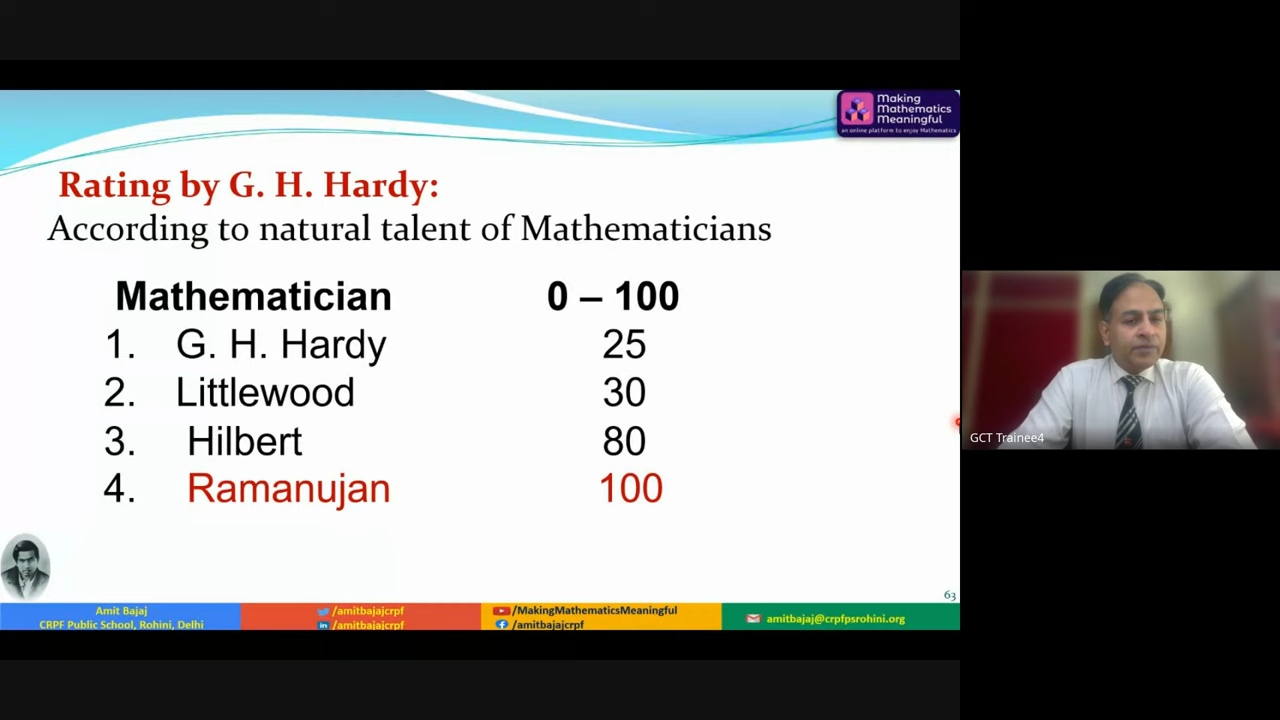 Making
Mathematics
Meaningful
an online platform to enjoy Mathematics
Rating by G. H. Hardy:
According to natural talent of Mathematicians
Mathematician 0 – 100
1. G. H. Hardy 25
2. Littlewood 30
3. Hilbert 80
4. Ramanujan 100
GCT Trainee4
63
Amit Bajaj
CRPF Public School, Rohini, Delhi
/amitbajajcrpf
/amitbajajcrpf
/MakingMathematicsMeaningful
/amitbajajcrpf
amitbajaj@crpfpsrohini.org